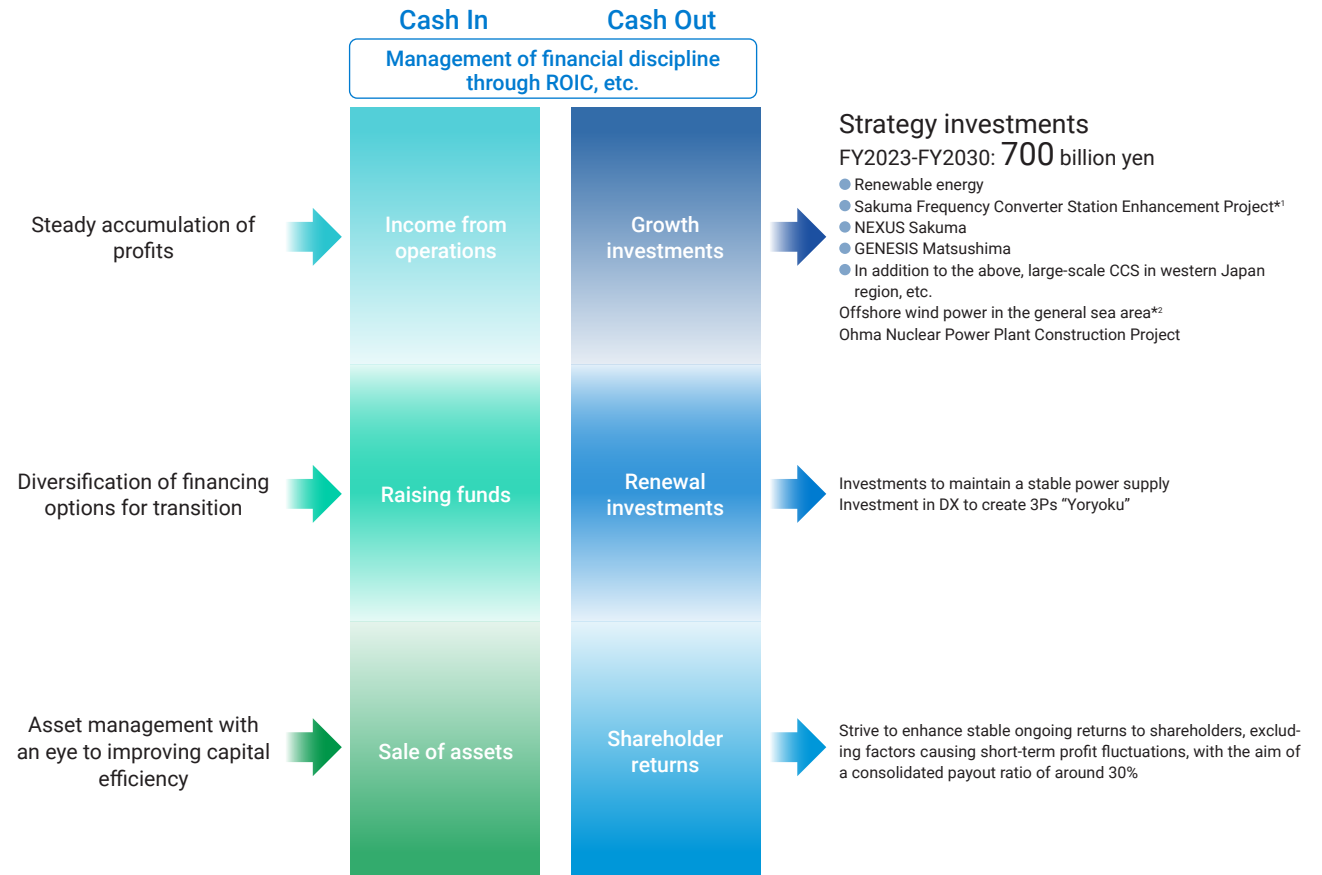 Cash In
Cash Out
Management of financial discipline
through ROIC, etc.
Steady accumulation of
profits
Income from
operations
Growth
investments
Strategy investments
FY2023-FY2030: 700 billion yen
● Renewable energy
● Sakuma Frequency Converter Station Enhancement Project*1
● NEXUS Sakuma
● GENESIS Matsushima
● In addition to the above, large-scale CCS in western Japan
region, etc.
Offshore wind power in the general sea area*2
Ohma Nuclear Power Plant Construction Project
Diversification of financing
options for transition
Raising funds
Renewal
investments
Investments to maintain a stable power supply
Investment in DX to create 3Ps “Yoryoku”
Asset management with
an eye to improving capital
efficiency
Sale of assets
Shareholder
returns
Strive to enhance stable ongoing returns to shareholders, exclud-
ing factors causing short-term profit fluctuations, with the aim of
a consolidated payout ratio of around 30%